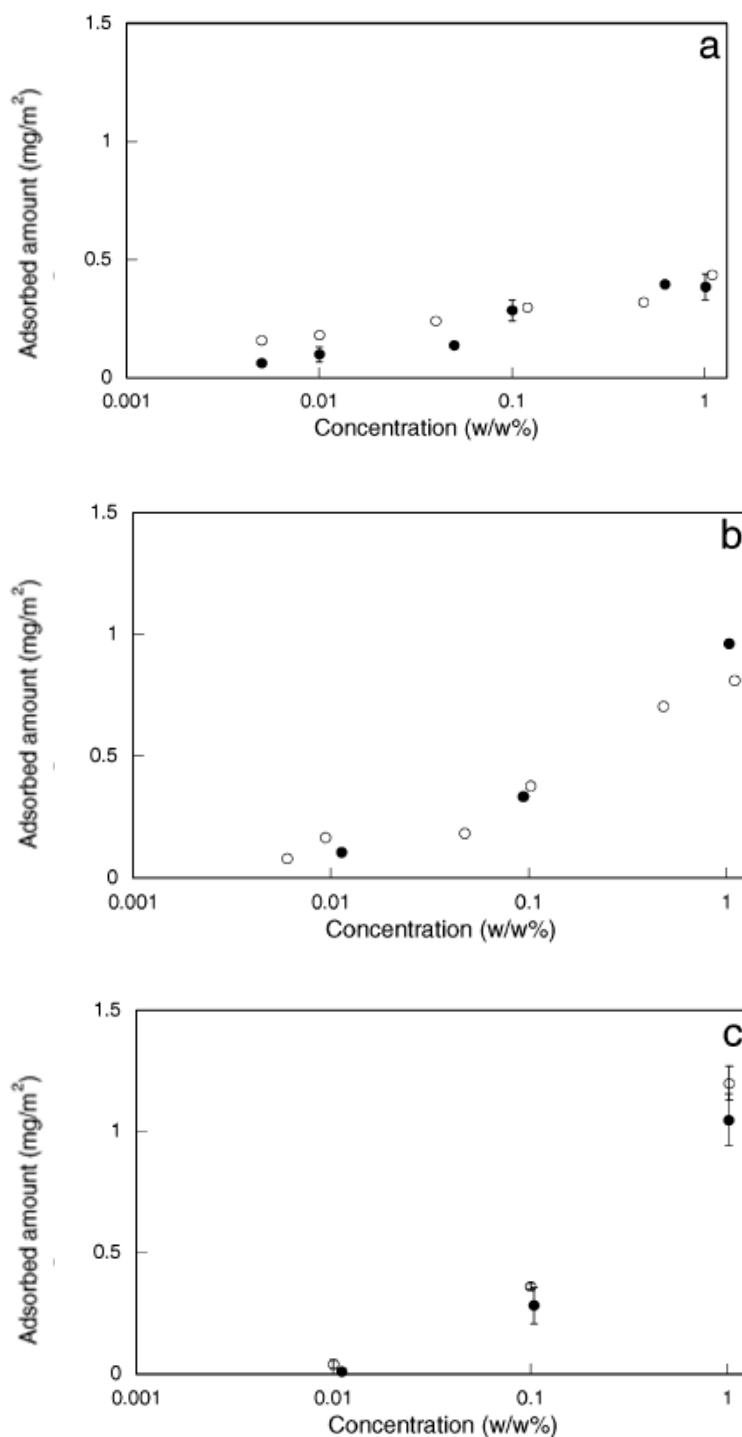 a
1.5
1
0.5
0
Adsorbed amount (mg/m²)
0.001 0.01 0.1 1
Concentration (w/w%)
b
1.5
1
0.5
0
Adsorbed amount (mg/m²)
0.001 0.01 0.1 1
Concentration (w/w%)
c
1.5
1
0.5
0
Adsorbed amount (mg/m²)
0.001 0.01 0.1 1
Concentration (w/w%)